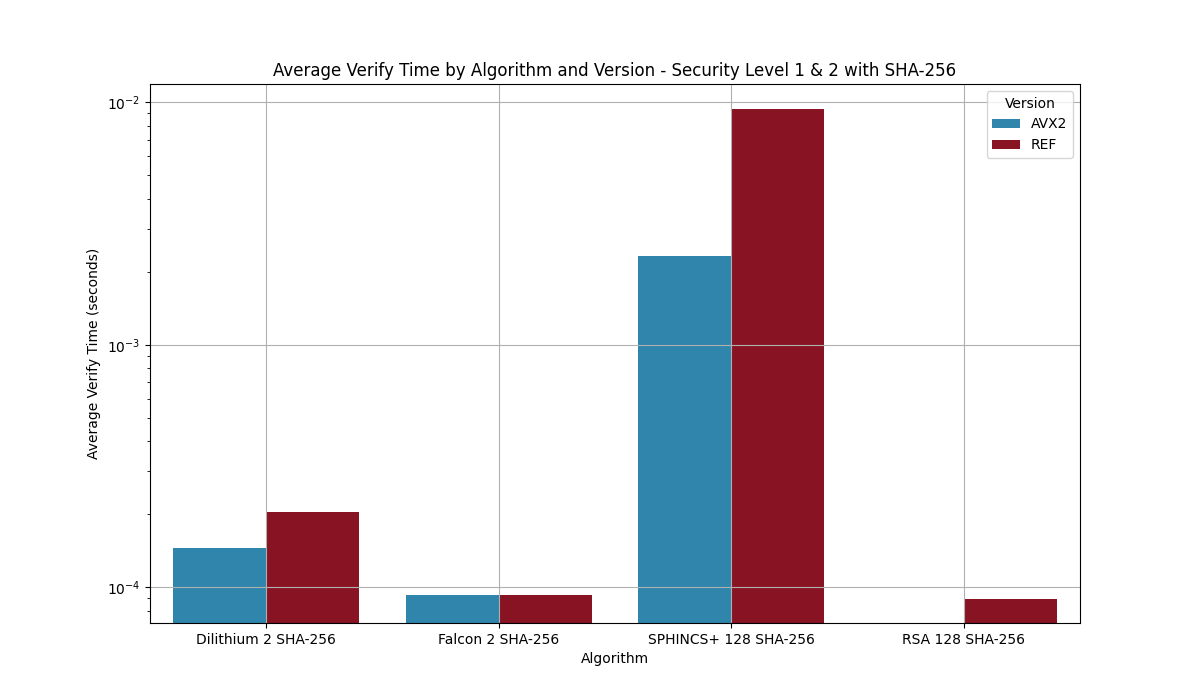 Average Verify Time by Algorithm and Version - Security Level 1 & 2 with SHA-256
Version
AVX2
REF
Average Verify Time (seconds)
10⁻²
10⁻³
10⁻⁴
Dilithium 2 SHA-256
Falcon 2 SHA-256
SPHINCS+ 128 SHA-256
RSA 128 SHA-256
Algorithm